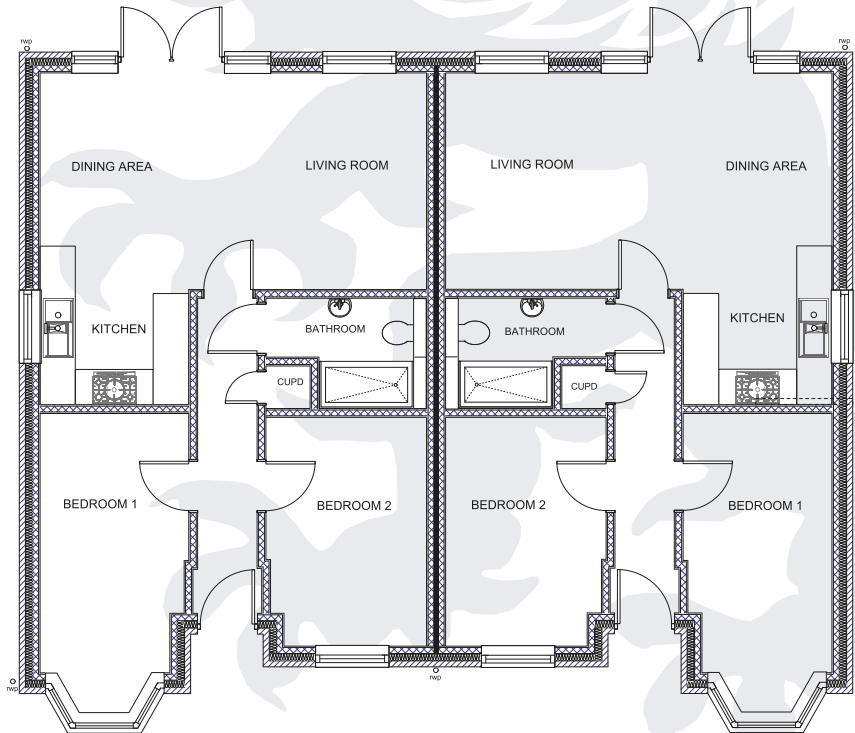 rwp
rwp
DINING AREA
LIVING ROOM
LIVING ROOM
DINING AREA
KITCHEN
BATHROOM
BATHROOM
KITCHEN
CUPD
CUPD
BEDROOM 1
BEDROOM 2
BEDROOM 2
BEDROOM 1
rwp
rwp